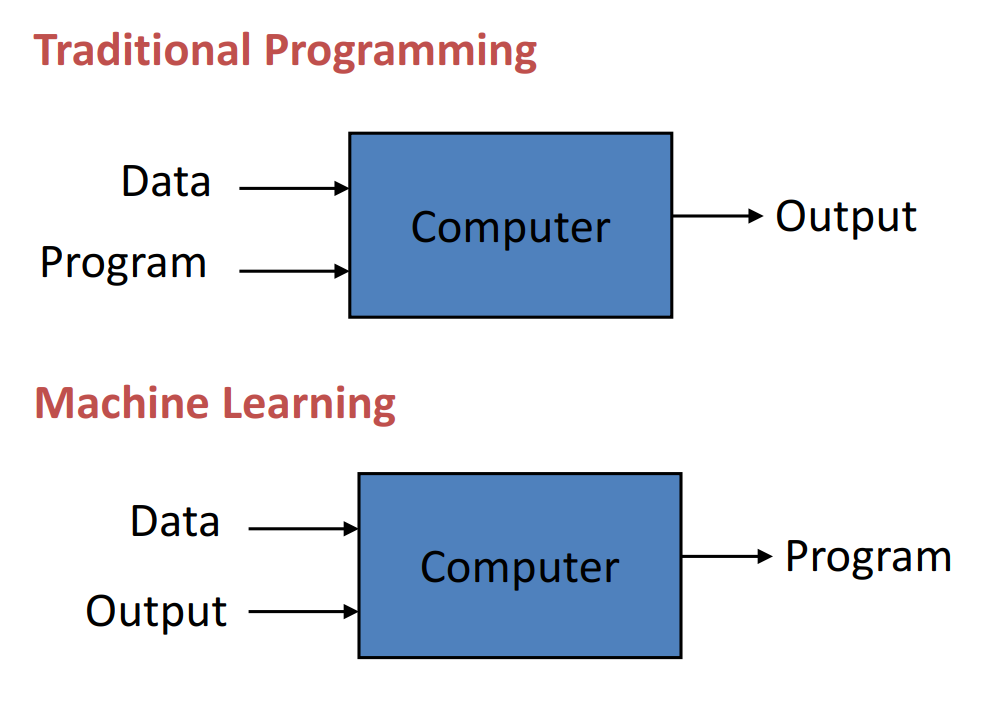 Traditional Programming
Data
Program
Computer
Output
Machine Learning
Data
Output
Computer
Program